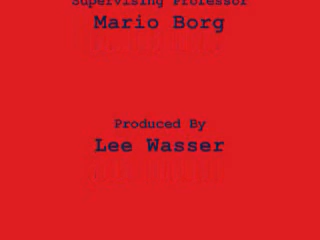 Supervising Professor
Mario Borg
Produced By
Lee Wasser